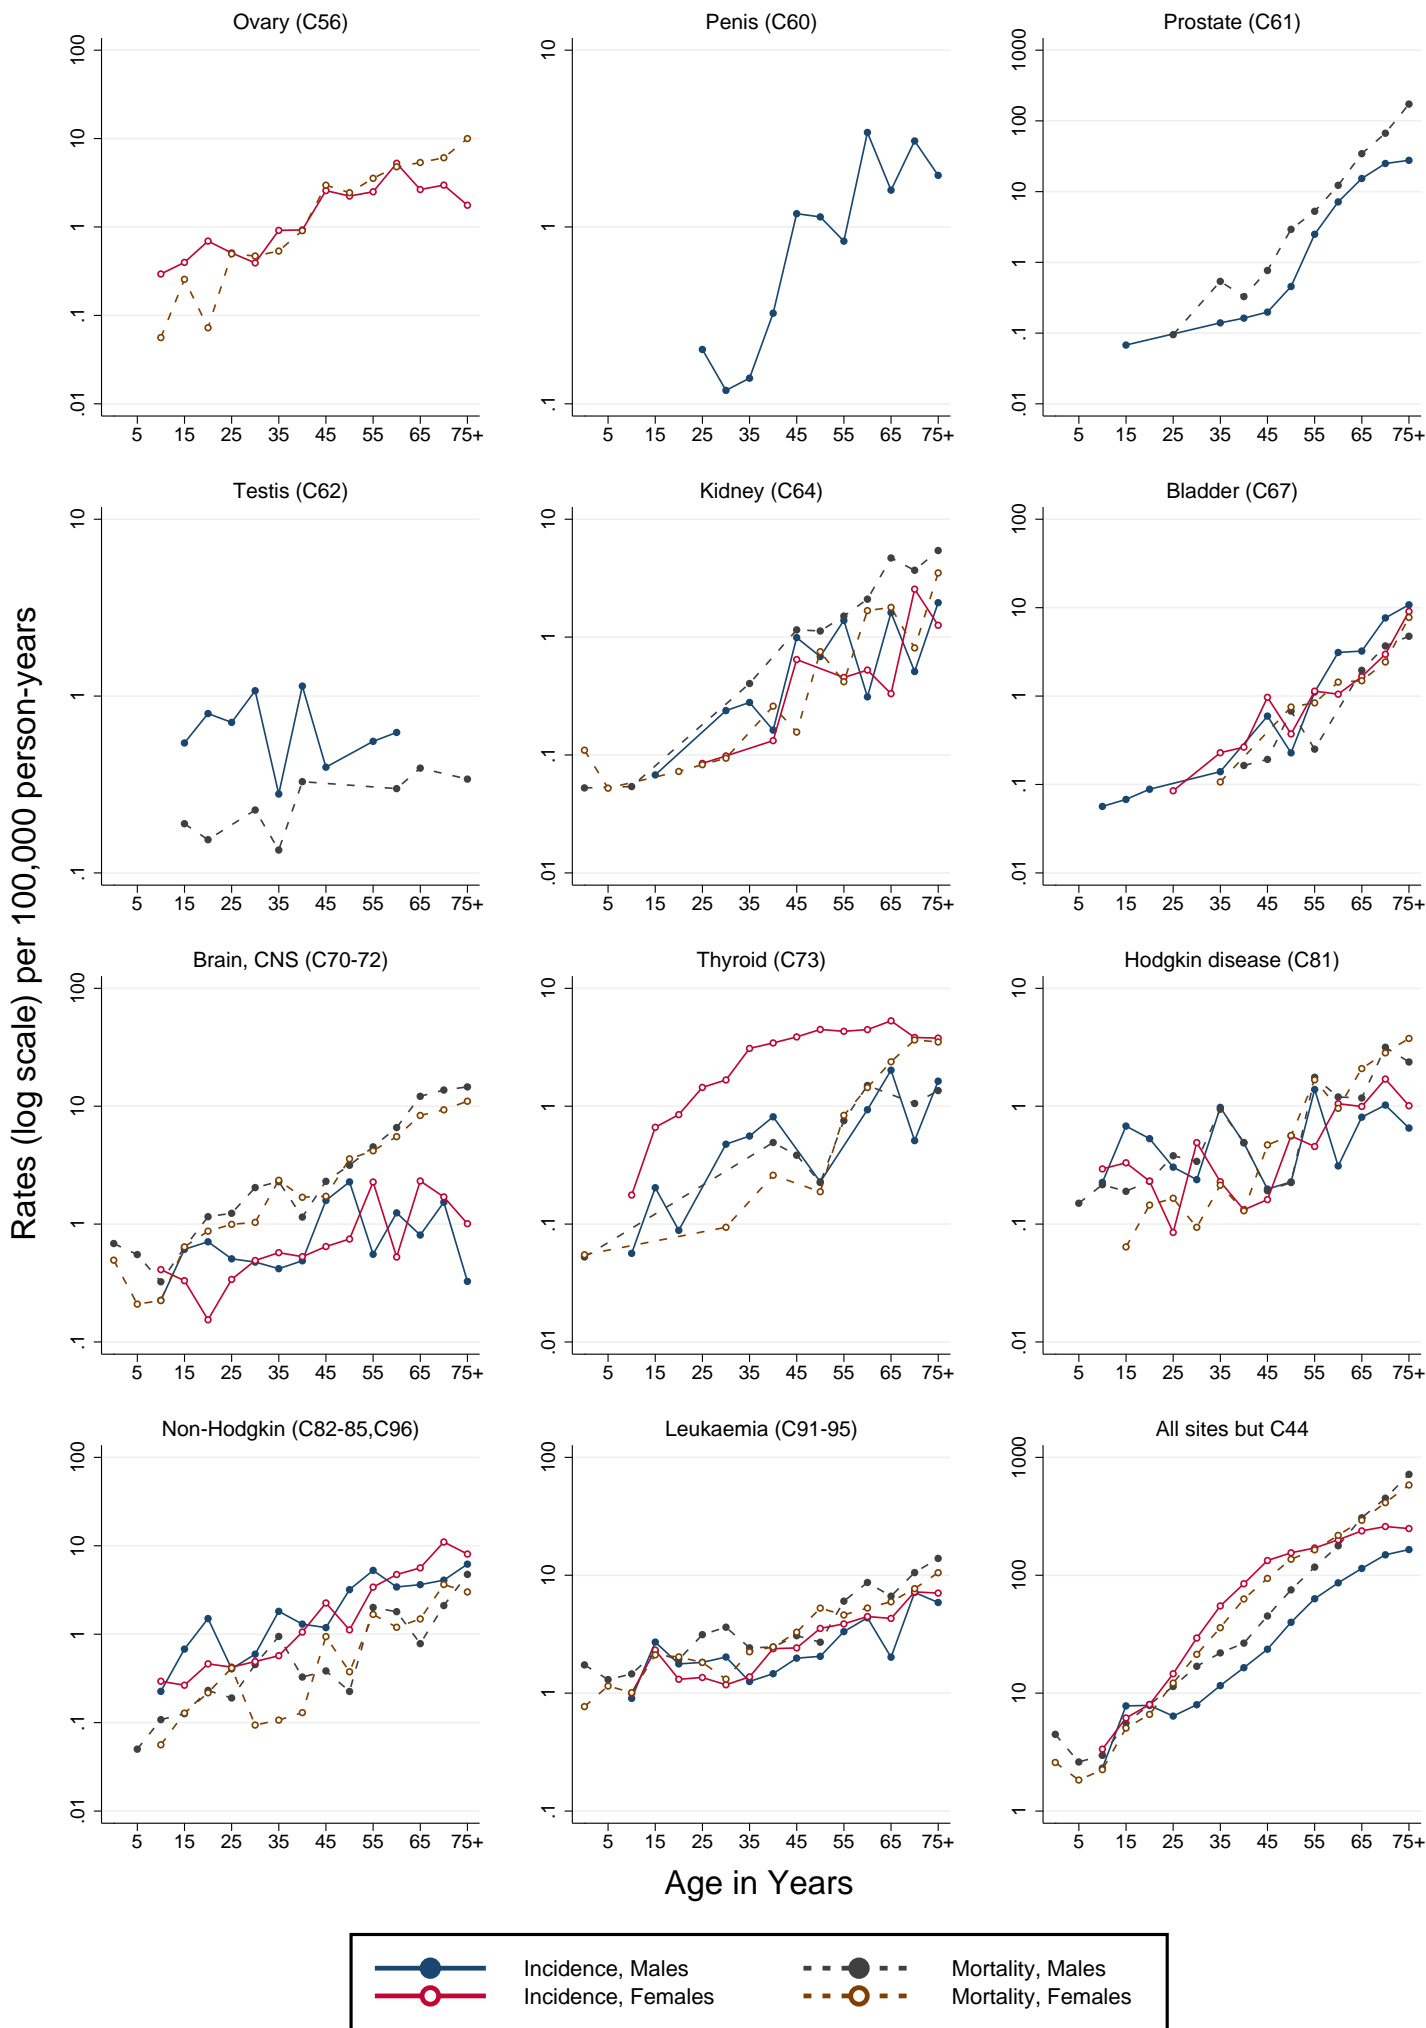 Rates (log scale) per 100,000 person-years
Ovary (C56)
100
10
1
.1
.01
5 15 25 35 45 55 65 75+
Penis (C60)
10
1
.1
5 15 25 35 45 55 65 75+
Prostate (C61)
1000
100
10
1
.1
.01
5 15 25 35 45 55 65 75+
Testis (C62)
10
1
.1
5 15 25 35 45 55 65 75+
Kidney (C64)
10
1
.1
.01
5 15 25 35 45 55 65 75+
Bladder (C67)
100
10
1
.1
.01
5 15 25 35 45 55 65 75+
Brain, CNS (C70-72)
100
10
1
.1
5 15 25 35 45 55 65 75+
Thyroid (C73)
10
1
.1
.01
5 15 25 35 45 55 65 75+
Hodgkin disease (C81)
10
1
.1
.01
5 15 25 35 45 55 65 75+
Non-Hodgkin (C82-85,C96)
100
10
1
.1
.01
5 15 25 35 45 55 65 75+
Leukaemia (C91-95)
100
10
1
.1
5 15 25 35 45 55 65 75+
All sites but C44
1000
100
10
1
5 15 25 35 45 55 65 75+
Age in Years
Incidence, Males
Mortality, Males
Incidence, Females
Mortality, Females